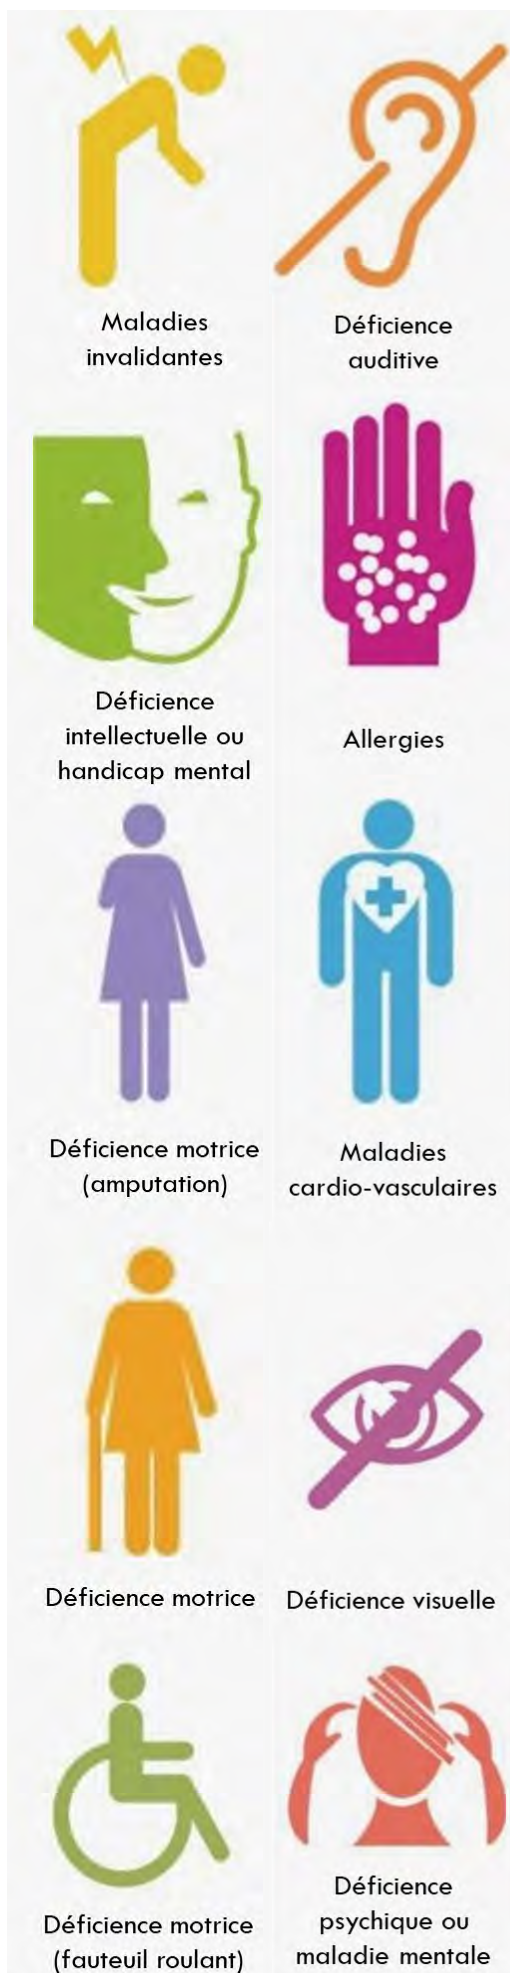 Maladies
invalidantes
Déficience
auditive
Déficience
intellectuelle ou
handicap mental
Allergies
Déficience motrice
(amputation)
Maladies
cardio-vasculaires
Déficience motrice
Déficience visuelle
Déficience motrice
(fauteuil roulant)
Déficience
psychique ou
maladie mentale